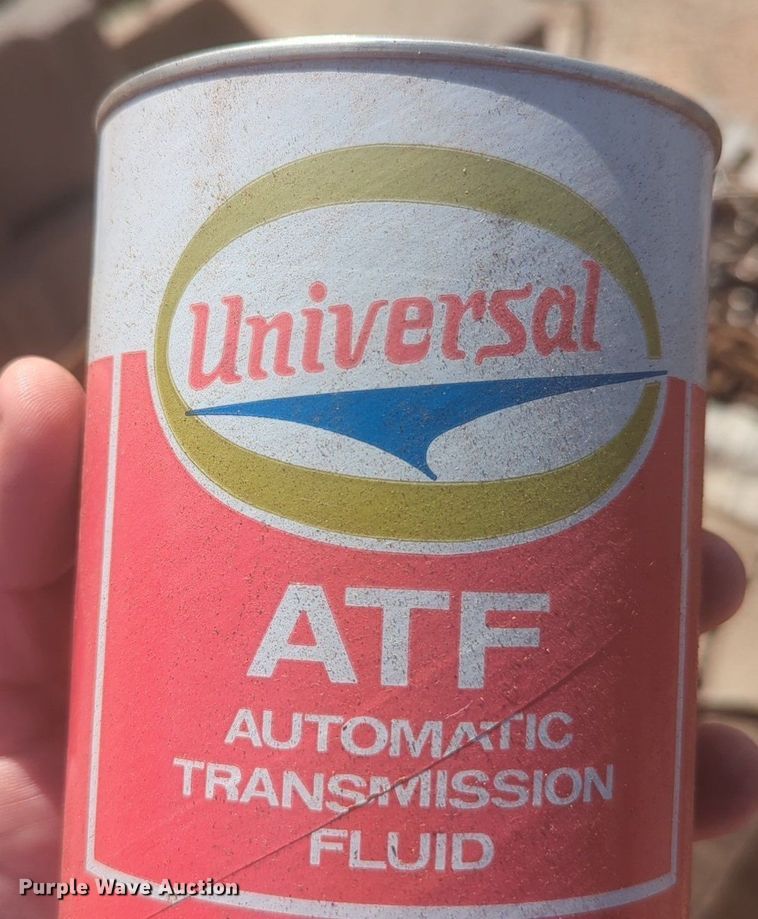 Universal
ATF
AUTOMATIC
TRANSMISSION
FLUID
Purple Wave Auction